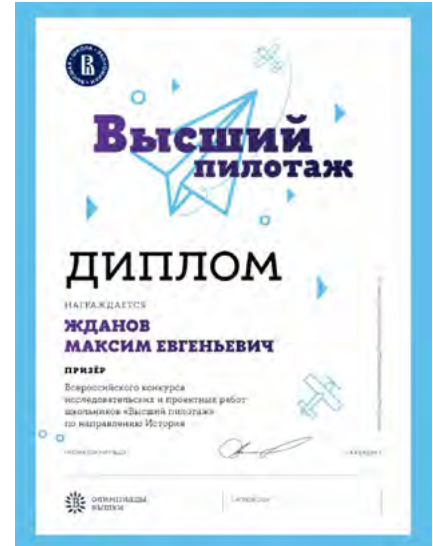 Высший
пилотаж
ДИПЛОМ
НАГРАЖДАЕТСЯ
ЖДАНОВ
МАКСИМ ЕВГЕНЬЕВИЧ
ПРИЗЁР
Всероссийского конкурса
исследовательских и проектных работ
школьников «Высший пилотаж»
по направлению История
ОЛИМПИАДЫ
ВЫШКИ